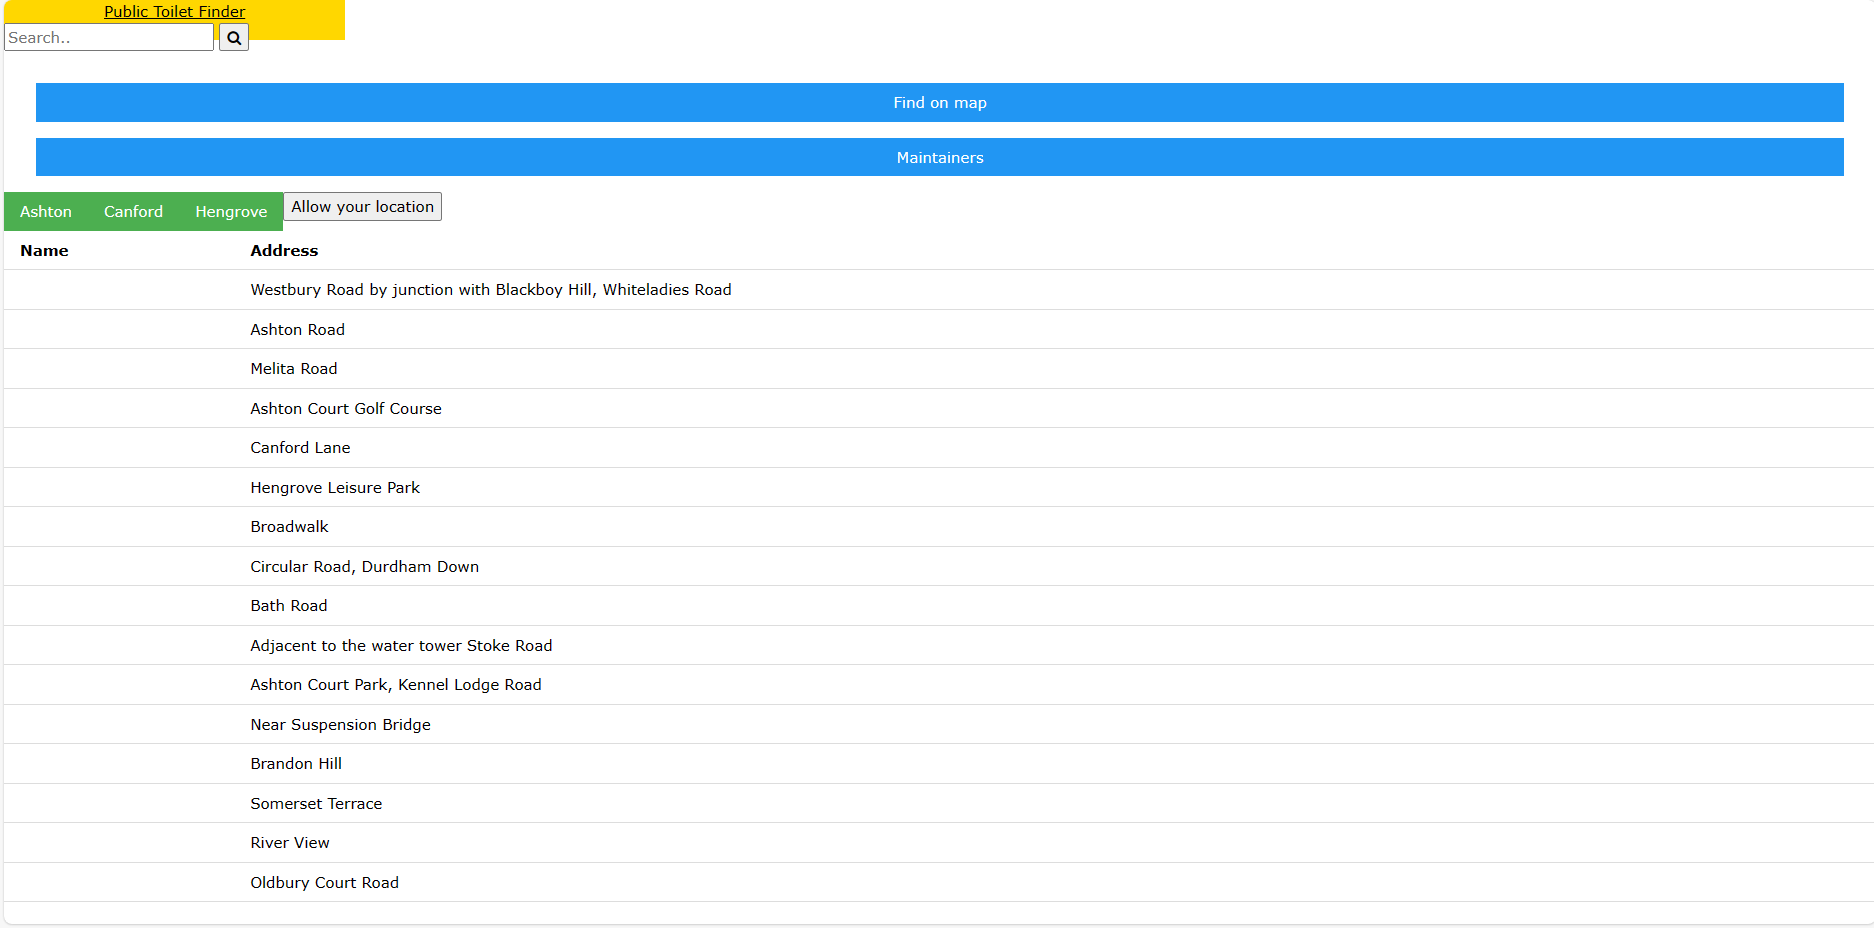 Public Toilet Finder
Search..
Find on map
Maintainers
Ashton Canford Hengrove Allow your location
Name Address
Westbury Road by junction with Blackboy Hill, Whiteladies Road
Ashton Road
Melita Road
Ashton Court Golf Course
Canford Lane
Hengrove Leisure Park
Broadwalk
Circular Road, Durdham Down
Bath Road
Adjacent to the water tower Stoke Road
Ashton Court Park, Kennel Lodge Road
Near Suspension Bridge
Brandon Hill
Somerset Terrace
River View
Oldbury Court Road